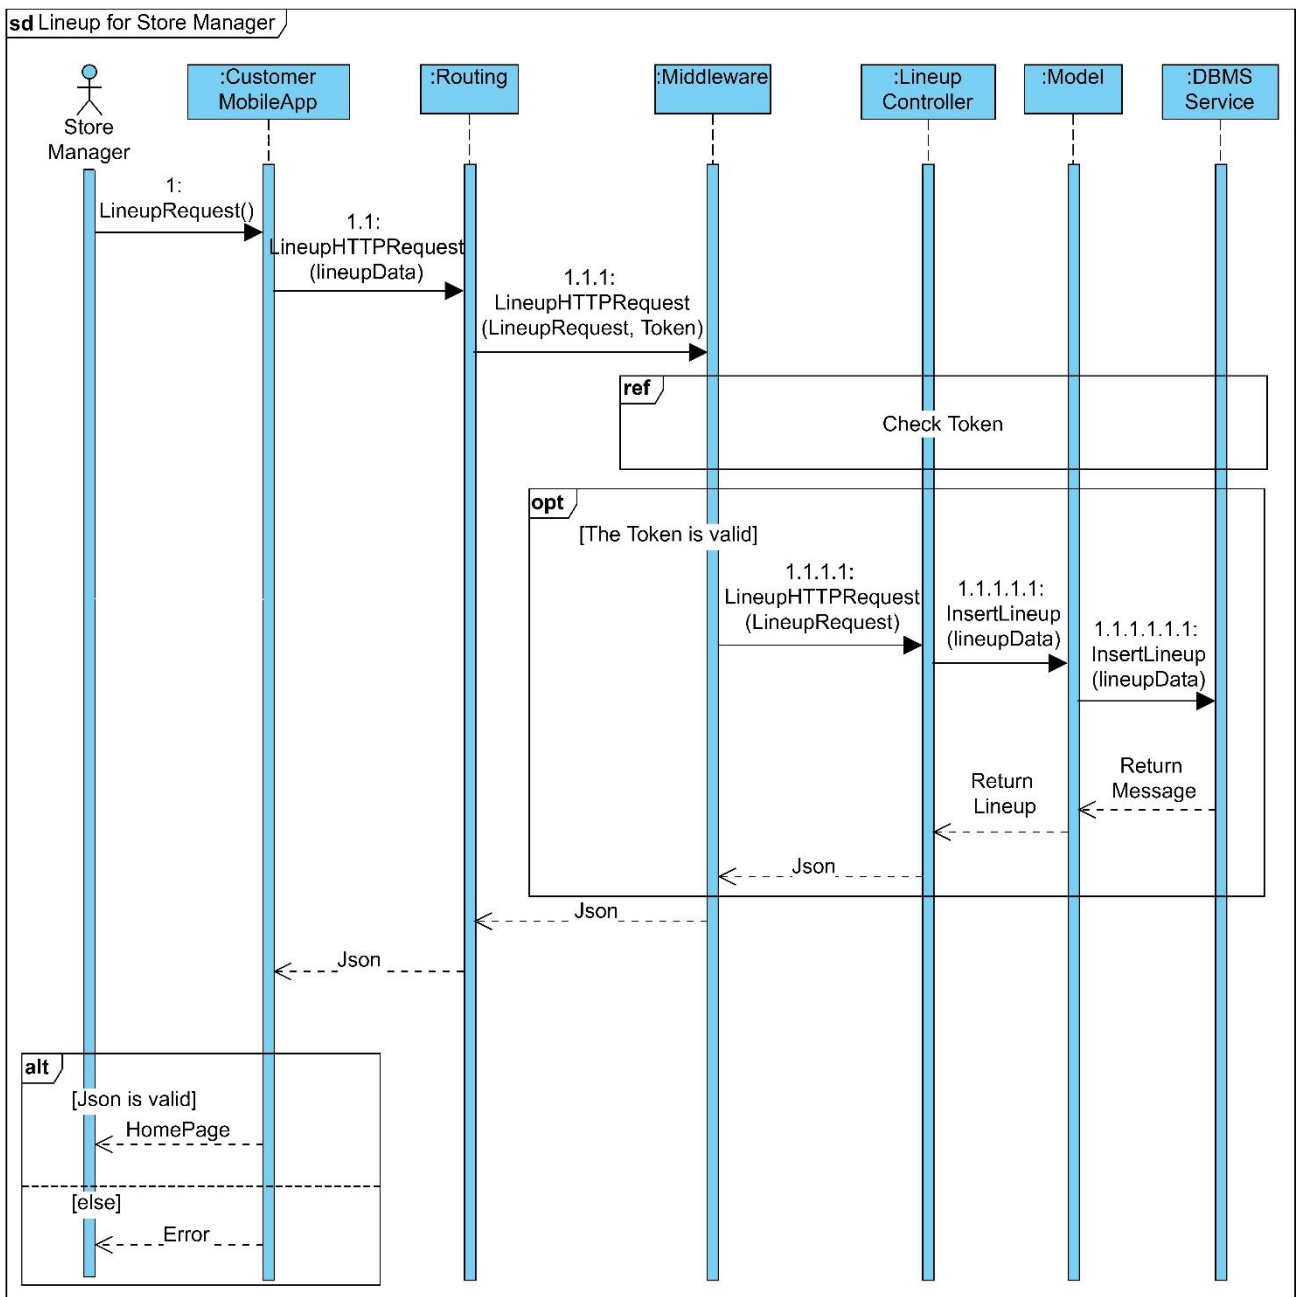 sd Lineup for Store Manager
:Customer
MobileApp
:Routing
:Middleware
:Lineup
Controller
:Model
:DBMS
Service
Store
Manager
1:
LineupRequest()
1.1:
LineupHTTPRequest
(lineupData)
1.1.1:
LineupHTTPRequest
(LineupRequest, Token)
ref
Check Token
opt
[The Token is valid]
1.1.1.1:
LineupHTTPRequest
(LineupRequest)
1.1.1.1.1:
InsertLineup
(lineupData)
1.1.1.1.1.1:
InsertLineup
(lineupData)
Return
Message
Return
Lineup
Json
Json
Json
alt
[Json is valid]
HomePage
[else]
Error